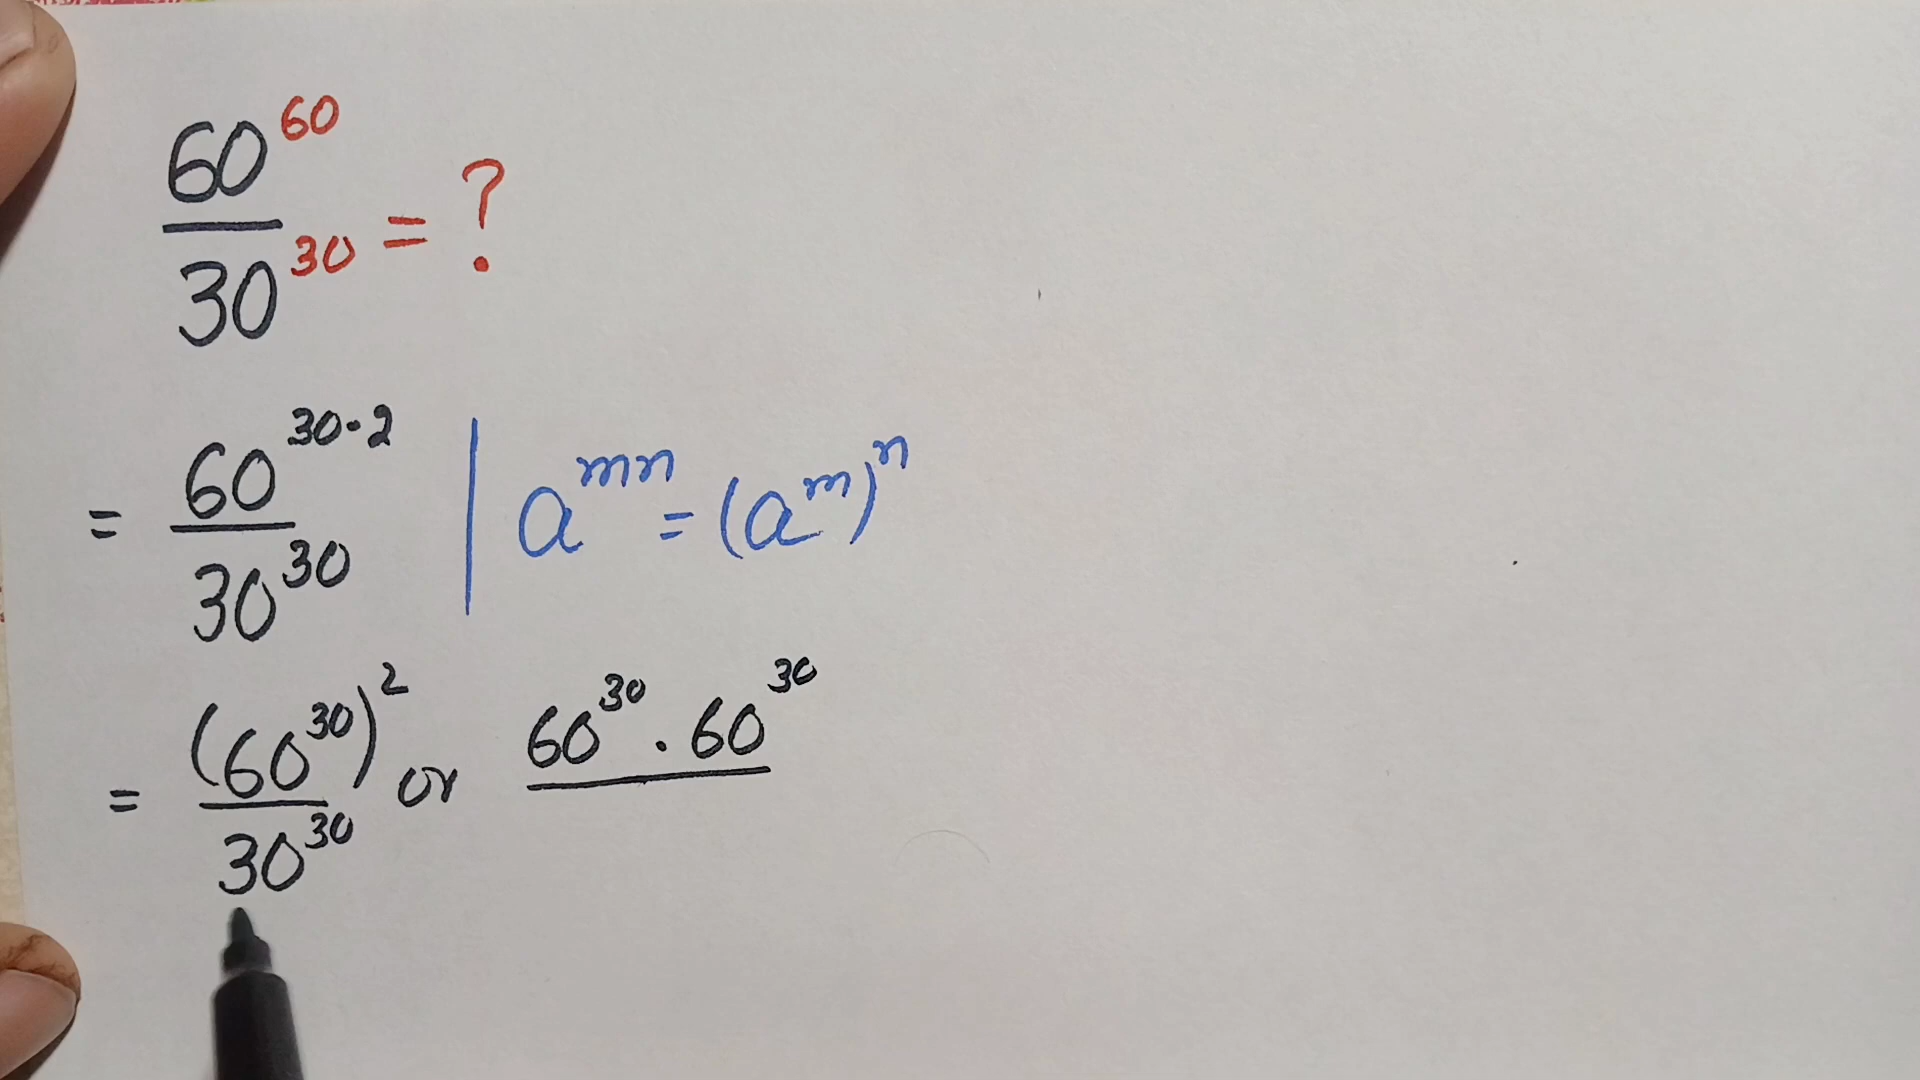 60^60 / 30^30 = ?
= 60^30·2 / 30^30 | a^mn = (a^m)^n
= (60^30)^2 / 30^30 or 60^30 . 60^30